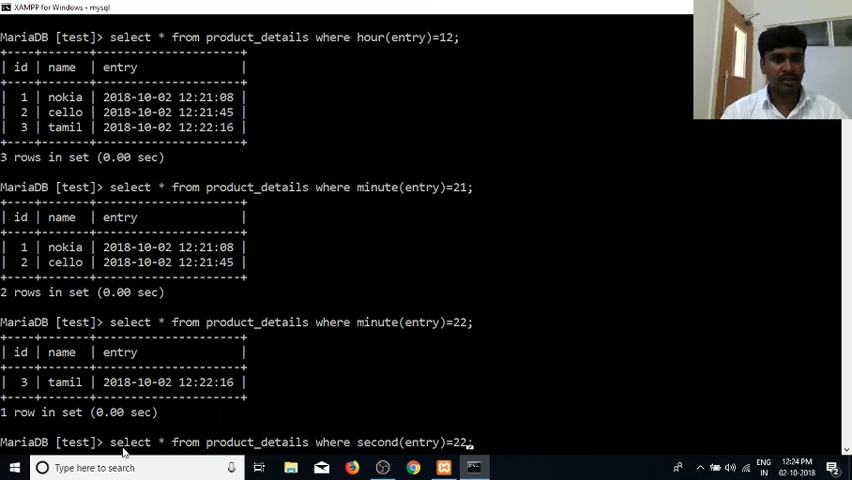 XAMPP for Windows - mysql
MariaDB [test]> select * from product_details where hour(entry)=12;
+----+-------+---------------------+
| id | name  | entry               |
+----+-------+---------------------+
|  1 | nokia | 2018-10-02 12:21:08 |
|  2 | cello | 2018-10-02 12:21:45 |
|  3 | tamil | 2018-10-02 12:22:16 |
+----+-------+---------------------+
3 rows in set (0.00 sec)
MariaDB [test]> select * from product_details where minute(entry)=21;
+----+-------+---------------------+
| id | name  | entry               |
+----+-------+---------------------+
|  1 | nokia | 2018-10-02 12:21:08 |
|  2 | cello | 2018-10-02 12:21:45 |
+----+-------+---------------------+
2 rows in set (0.00 sec)
MariaDB [test]> select * from product_details where minute(entry)=22;
+----+-------+---------------------+
| id | name  | entry               |
+----+-------+---------------------+
|  3 | tamil | 2018-10-02 12:22:16 |
+----+-------+---------------------+
1 row in set (0.00 sec)
MariaDB [test]> select * from product_details where second(entry)=22;
Type here to search
ENG
IN
12:24 PM
02-10-2018
2